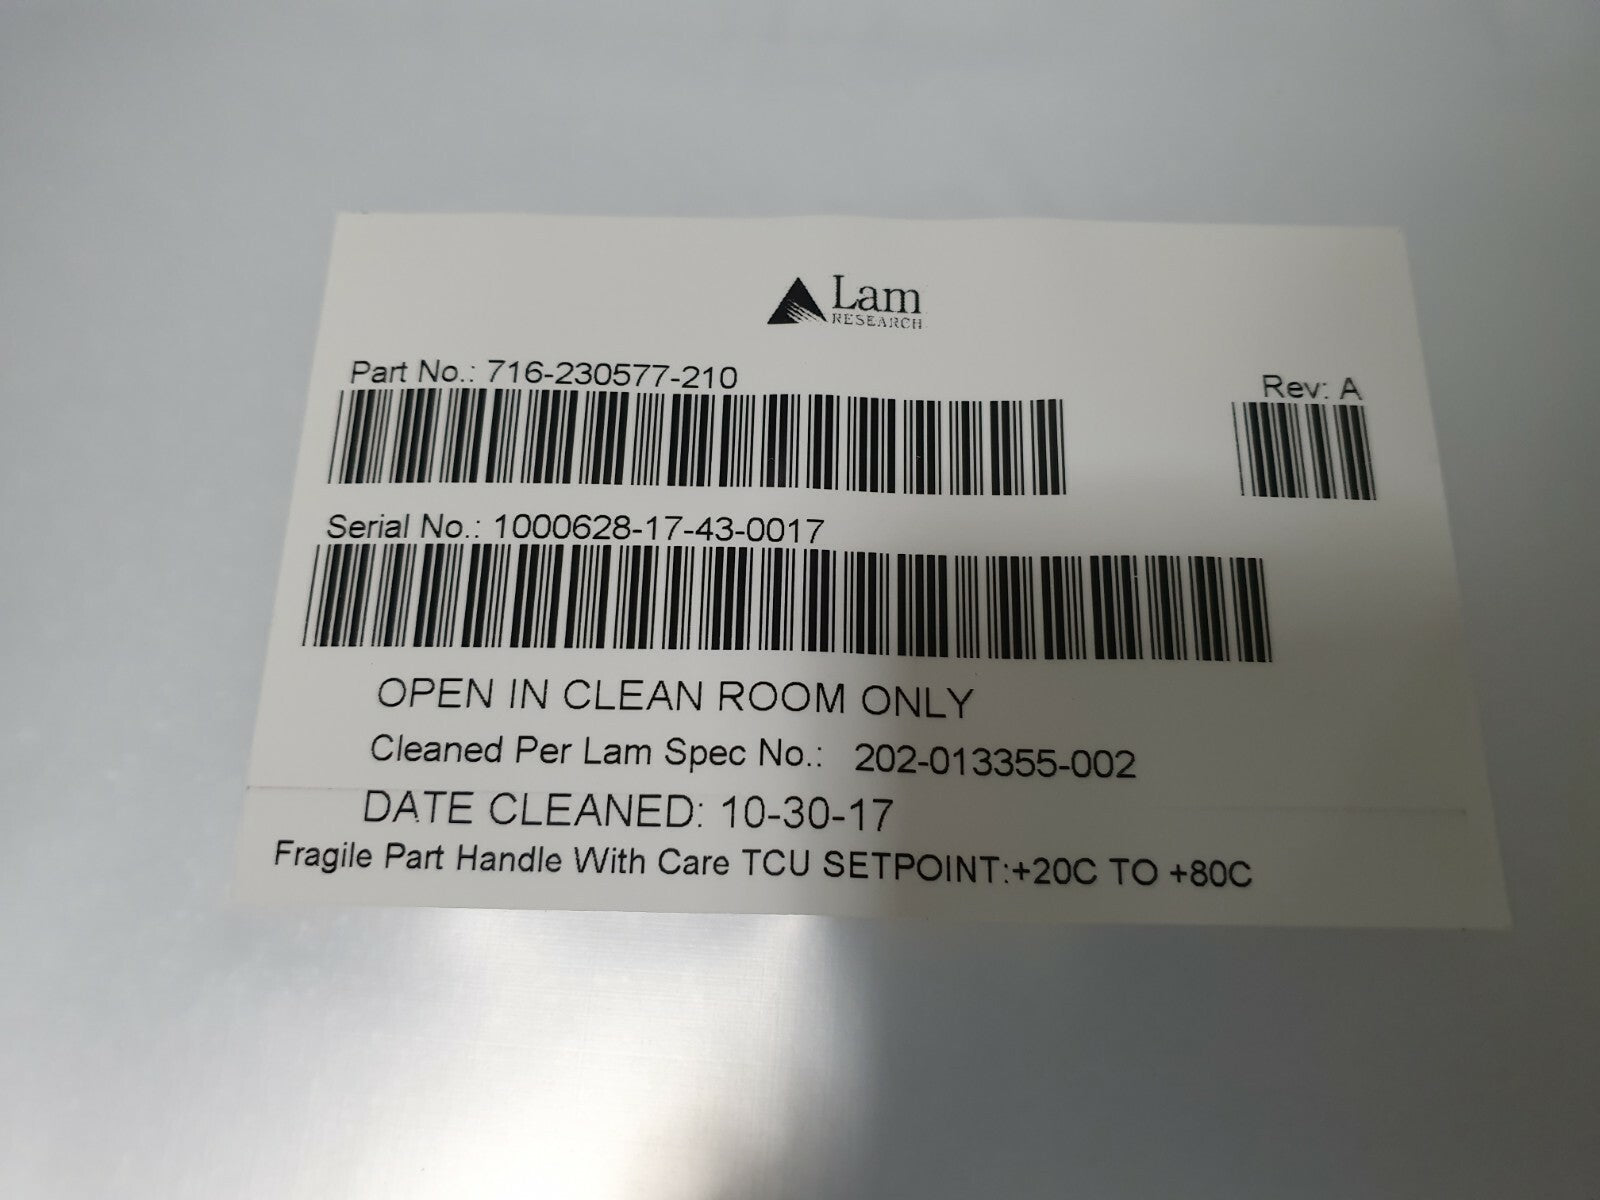 Lam
RESEARCH
Part No.: 716-230577-210
Rev: A
Serial No.: 1000628-17-43-0017
OPEN IN CLEAN ROOM ONLY
Cleaned Per Lam Spec No.: 202-013355-002
DATE CLEANED: 10-30-17
Fragile Part Handle With Care TCU SETPOINT:+20C TO +80C